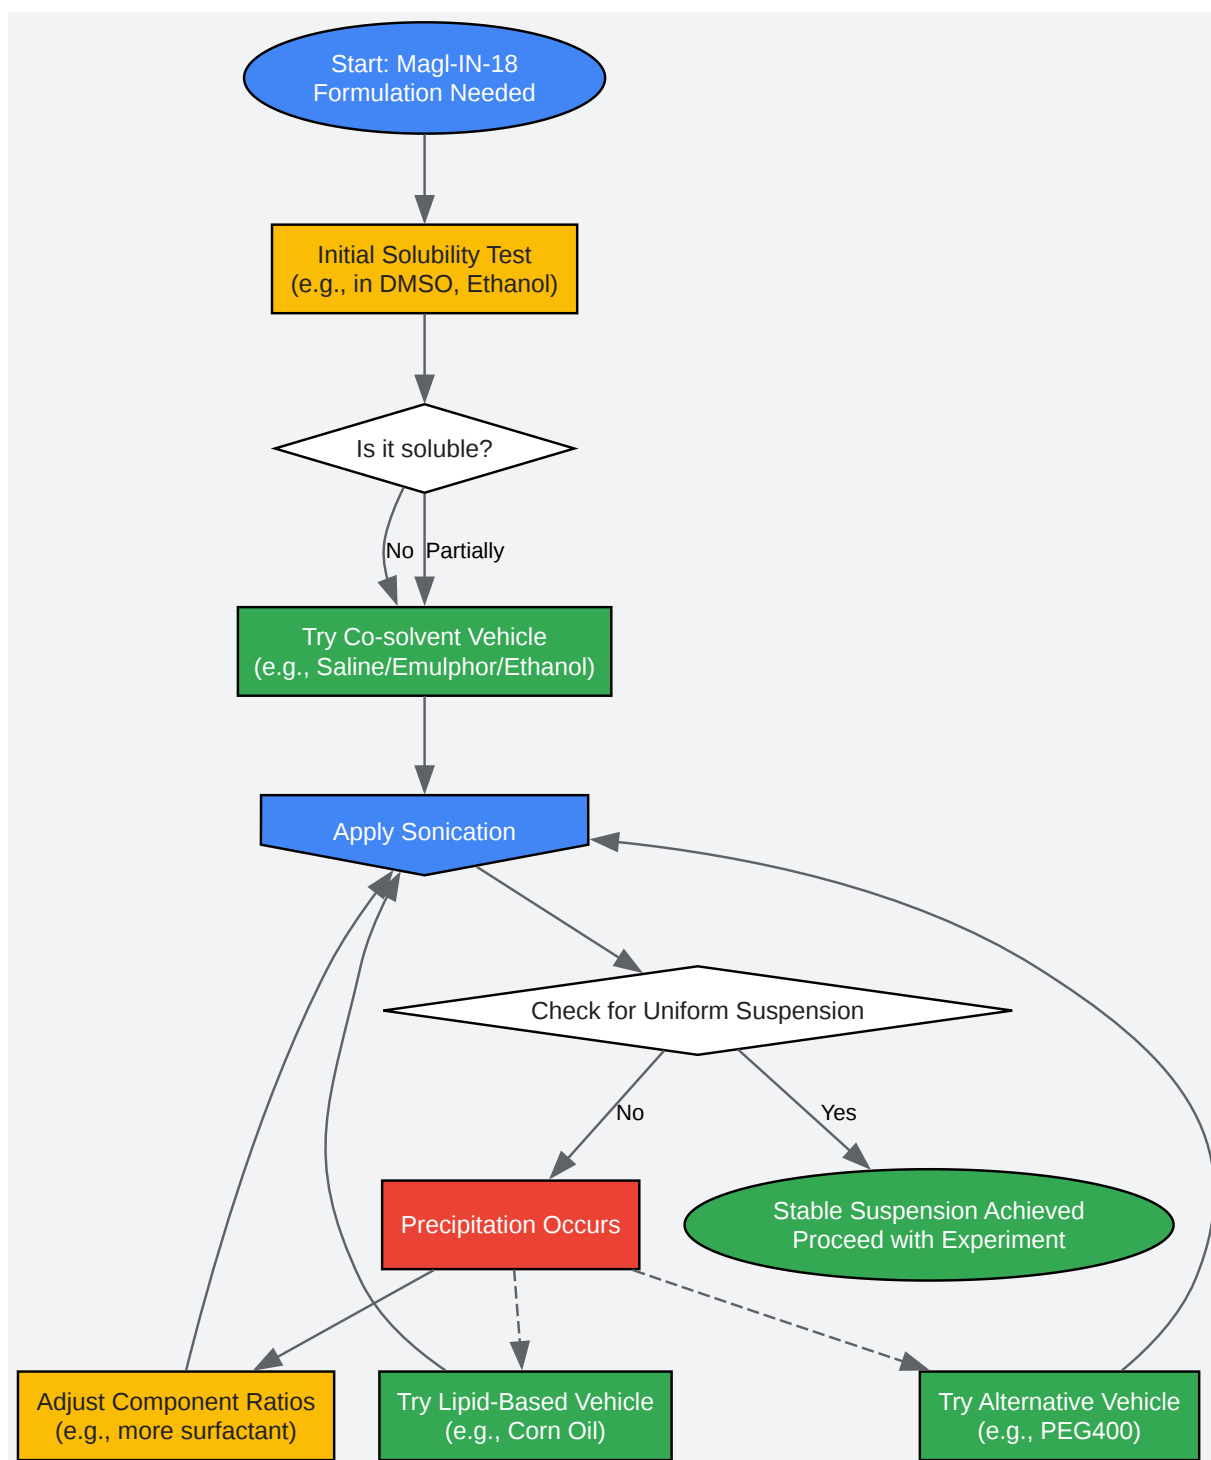 Start: Magl-IN-18
Formulation Needed
Initial Solubility Test
(e.g., in DMSO, Ethanol)
Is it soluble?
No
Partially
Try Co-solvent Vehicle
(e.g., Saline/Emulphor/Ethanol)
Apply Sonication
Check for Uniform Suspension
No
Yes
Precipitation Occurs
Stable Suspension Achieved
Proceed with Experiment
Adjust Component Ratios
(e.g., more surfactant)
Try Lipid-Based Vehicle
(e.g., Corn Oil)
Try Alternative Vehicle
(e.g., PEG400)